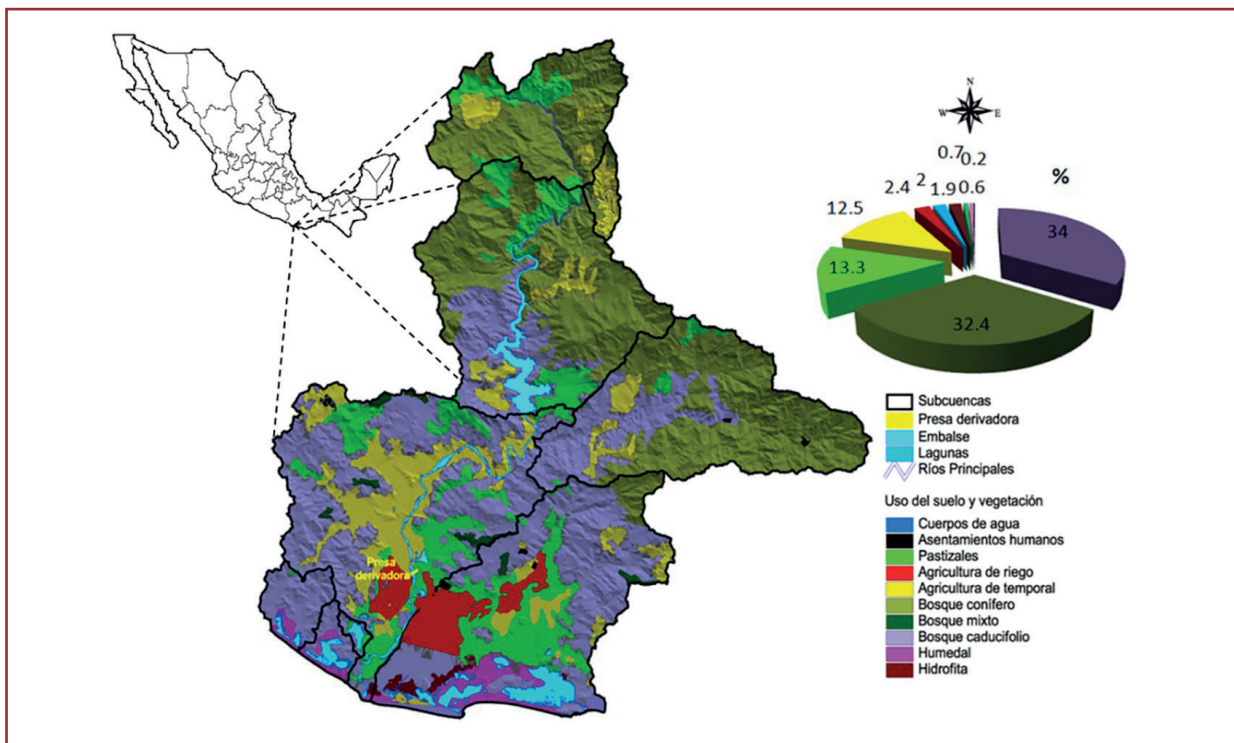 N
W
E
S
0.7
0.2
2.4
2
1.9
0.6
%
12.5
34
13.3
32.4
Subcuencas
Presa derivadora
Embalse
Lagunas
Ríos Principales
Uso del suelo y vegetación
Cuerpos de agua
Asentamientos humanos
Pastizales
Agricultura de riego
Agricultura de temporal
Bosque conífero
Bosque mixto
Bosque caducifolio
Humedal
Hidrofita
Presa
derivadora